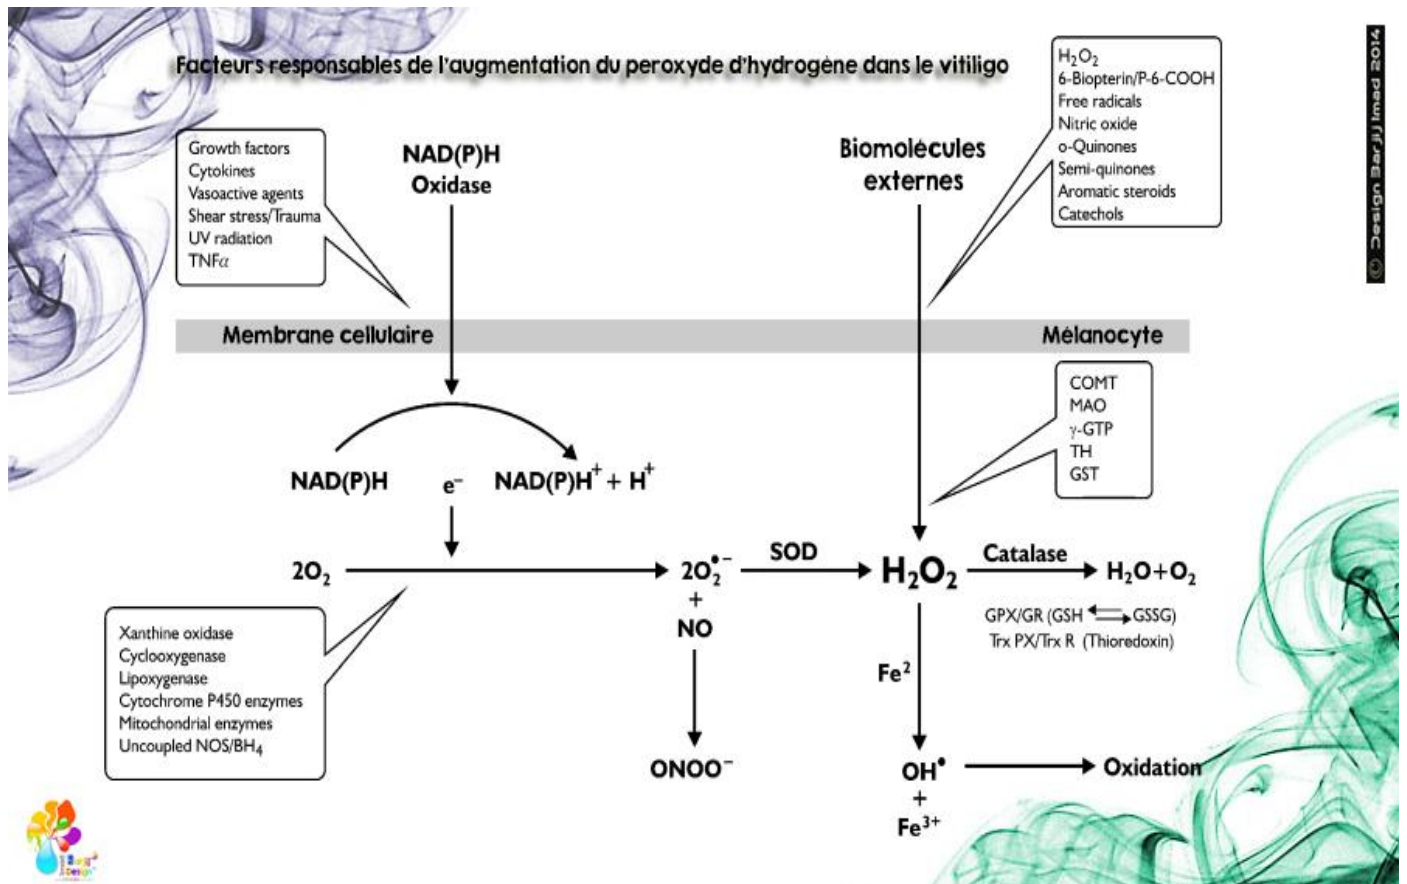 Facteurs responsables de l'augmentation du peroxyde d'hydrogène dans le vitiligo
© Design Barjij Imad 2014
Growth factors
Cytokines
Vasoactive agents
Shear stress/Trauma
UV radiation
TNFα
NAD(P)H
Oxidase
Biomolécules
externes
H₂O₂
6-Biopterin/P-6-COOH
Free radicals
Nitric oxide
o-Quinones
Semi-quinones
Aromatic steroids
Catechols
Membrane cellulaire
Mélanocyte
COMT
MAO
γ-GTP
TH
GST
NAD(P)H
e⁻
NAD(P)H⁺ + H⁺
2O₂
2O₂•⁻
+
NO
ONOO⁻
SOD
H₂O₂
Catalase
H₂O+O₂
GPX/GR (GSH ⇌ GSSG)
Trx PX/Trx R (Thioredoxin)
Xanthine oxidase
Cyclooxygenase
Lipoxygenase
Cytochrome P450 enzymes
Mitochondrial enzymes
Uncoupled NOS/BH₄
Fe²
OH•
+
Fe³⁺
Oxidation
Design